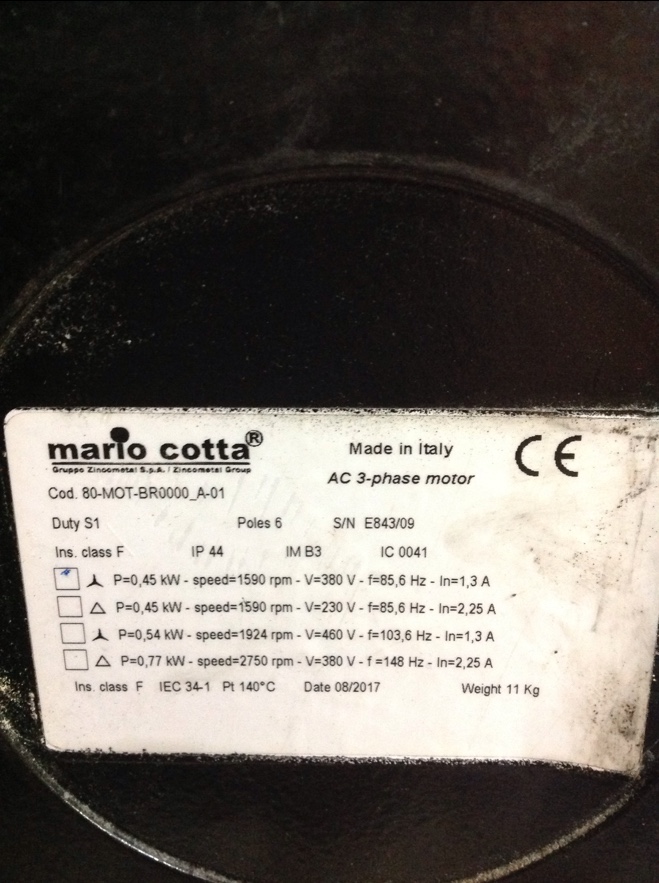 mario cotta®
Gruppo Zincometal S.p.A. / Zincometal Group
Made in Italy
AC 3-phase motor
CE
Cod. 80-MOT-BR0000_A-01
Duty S1 Poles 6 S/N E843/09
Ins. class F IP 44 IM B3 IC 0041
P=0,45 kW - speed=1590 rpm - V=380 V - f=85,6 Hz - In=1,3 A
P=0,45 kW - speed=1590 rpm - V=230 V - f=85,6 Hz - In=2,25 A
P=0,54 kW - speed=1924 rpm - V=460 V - f=103,6 Hz - In=1,3 A
P=0,77 kW - speed=2750 rpm - V=380 V - f =148 Hz - In=2,25 A
Ins. class F IEC 34-1 Pt 140°C Date 08/2017 Weight 11 Kg